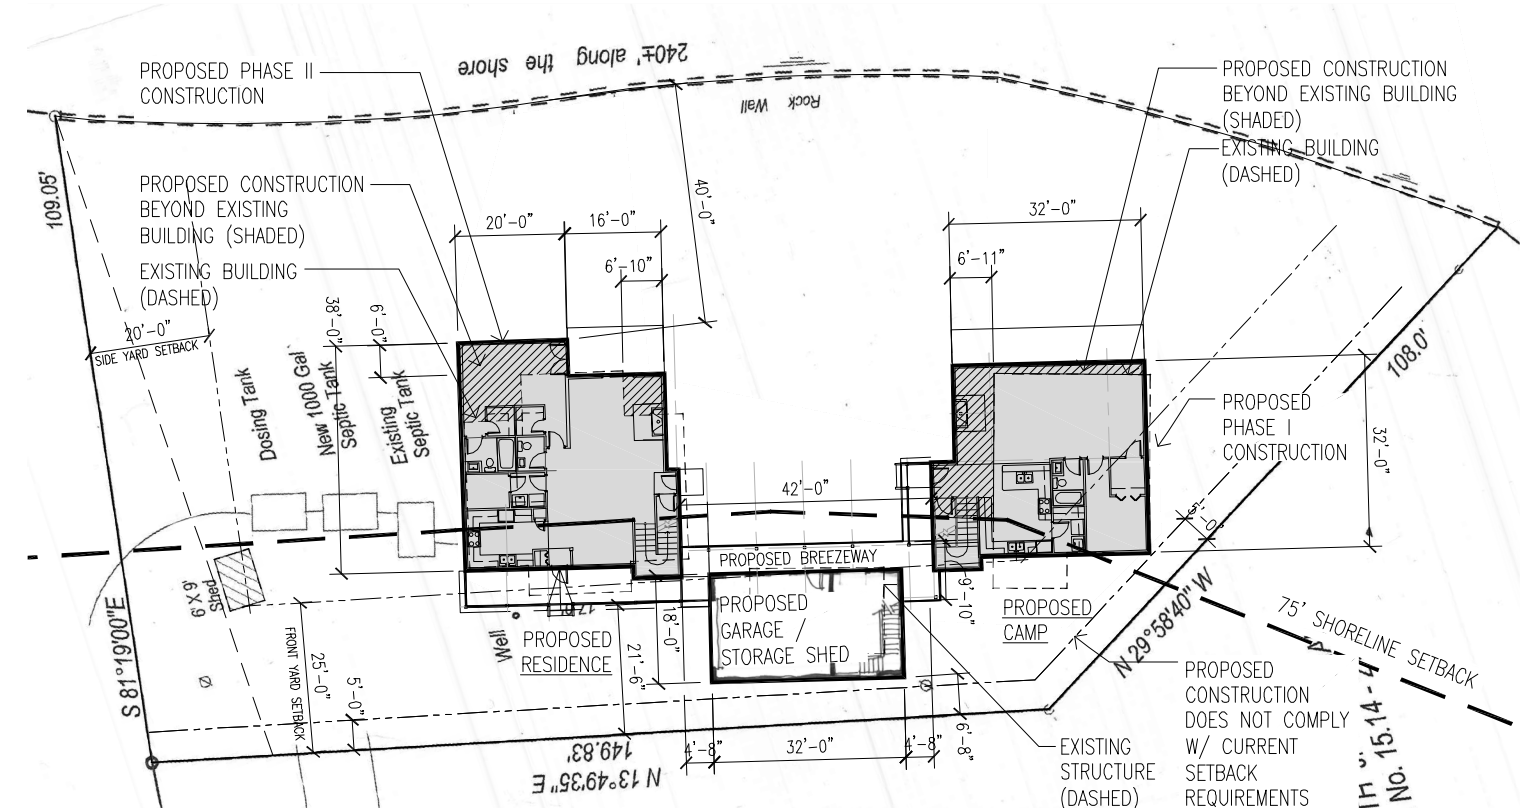 240±' along the shore
Rock Wall
PROPOSED PHASE II
CONSTRUCTION
PROPOSED CONSTRUCTION
BEYOND EXISTING BUILDING
(SHADED)
EXISTING BUILDING
(DASHED)
109.05'
PROPOSED CONSTRUCTION
BEYOND EXISTING
BUILDING (SHADED)
EXISTING BUILDING
(DASHED)
40'-0"
20'-0"
16'-0"
6'-10"
32'-0"
6'-11"
38'-0"
6'-0"
20'-0"
SIDE YARD SETBACK
Dosing Tank
New 1000 Gal
Septic Tank
Existing
Septic Tank
108.0'
PROPOSED
PHASE I
CONSTRUCTION
32'-0"
42'-0"
5'-0"
PROPOSED BREEZEWAY
6'X9'
Shed
S 81°19'00"E
FRONT YARD SETBACK
25'-0"
5'-0"
Well
PROPOSED
RESIDENCE
21'-6"
18'-0"
PROPOSED
GARAGE /
STORAGE SHED
9'-10"
PROPOSED
CAMP
N 29°58'40" W
75' SHORELINE SETBACK
PROPOSED
CONSTRUCTION
DOES NOT COMPLY
W/ CURRENT
SETBACK
REQUIREMENTS
EXISTING
STRUCTURE
(DASHED)
6'-8"
4'-8"
32'-0"
4'-8"
149.83'
N 13°49'35" E
No. 15.14-4